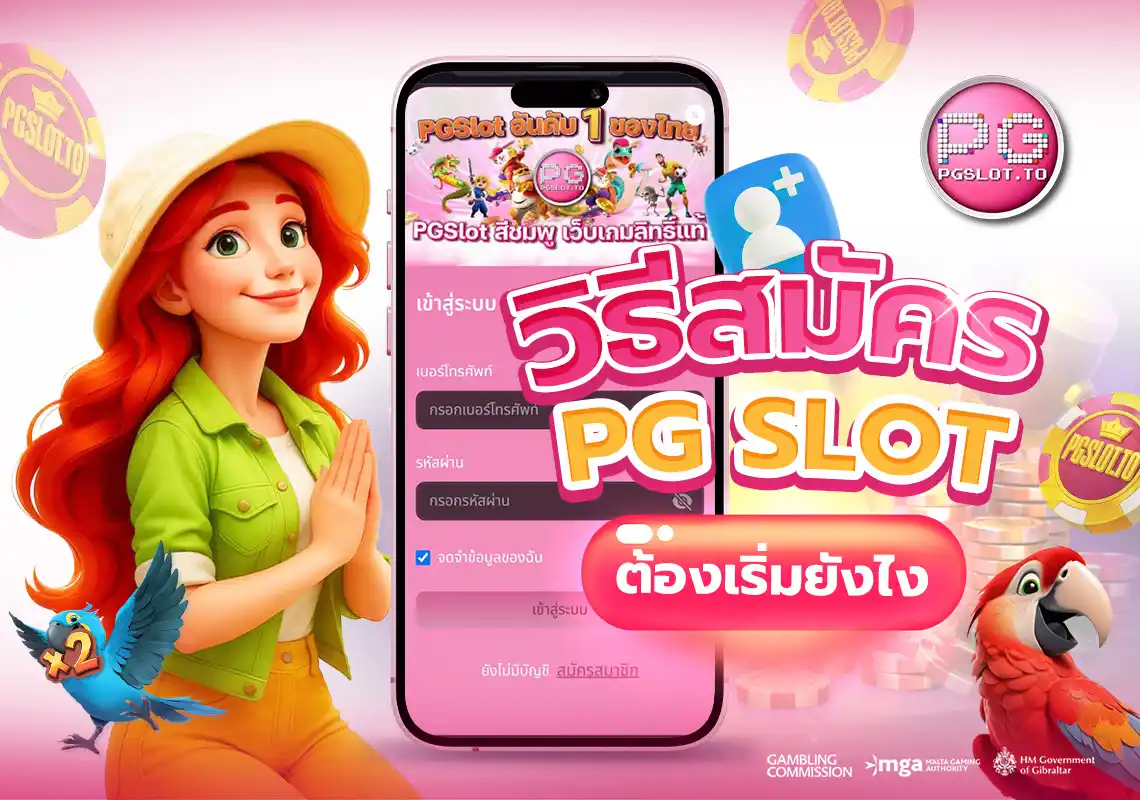 PGSLOT.TO
PGSLOT.TO
PG
PGSLOT.TO
PGSlot อันดับ 1 ของไทย
PG
PGSLOT.TO
PGSlot สีชมพู เว็บเกมลิทธิ์แท้
เข้าสู่ระบบ
วิธีสมัคร
PG SLOT
ต้องเริ่มยังไง
เบอร์โทรศัพท์
กรอกเบอร์โทรศัพท์
รหัสผ่าน
กรอกรหัสผ่าน
จดจำข้อมูลของฉัน
เข้าสู่ระบบ
ยังไม่มีบัญชิ สมัครสมาชิก
PGSLOT.TO
x2
GAMBLING
COMMISSION
mga MALTA GAMING
AUTHORITY
HM Government
of Gibraltar